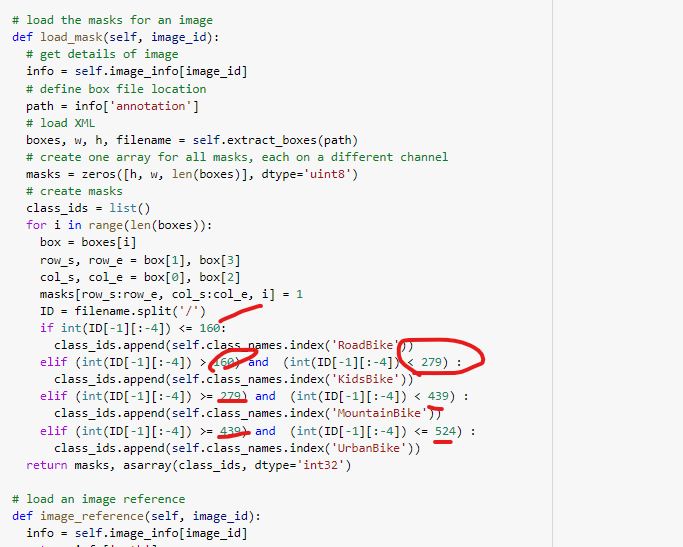 # load the masks for an image
def load_mask(self, image_id):
# get details of image
info = self.image_info[image_id]
# define box file location
path = info['annotation']
# load XML
boxes, w, h, filename = self.extract_boxes(path)
# create one array for all masks, each on a different channel
masks = zeros([h, w, len(boxes)], dtype='uint8')
# create masks
class_ids = list()
for i in range(len(boxes)):
box = boxes[i]
row_s, row_e = box[1], box[3]
col_s, col_e = box[0], box[2]
masks[row_s:row_e, col_s:col_e, i] = 1
ID = filename.split('/')
if int(ID[-1][:-4]) <= 160:
class_ids.append(self.class_names.index('RoadBike'))
elif (int(ID[-1][:-4]) > 160) and  (int(ID[-1][:-4]) < 279) :
class_ids.append(self.class_names.index('KidsBike'))
elif (int(ID[-1][:-4]) >= 279) and  (int(ID[-1][:-4]) < 439) :
class_ids.append(self.class_names.index('MountainBike'))
elif (int(ID[-1][:-4]) >= 439) and  (int(ID[-1][:-4]) <= 524) :
class_ids.append(self.class_names.index('UrbanBike'))
return masks, asarray(class_ids, dtype='int32')
# load an image reference
def image_reference(self, image_id):
info = self.image_info[image_id]